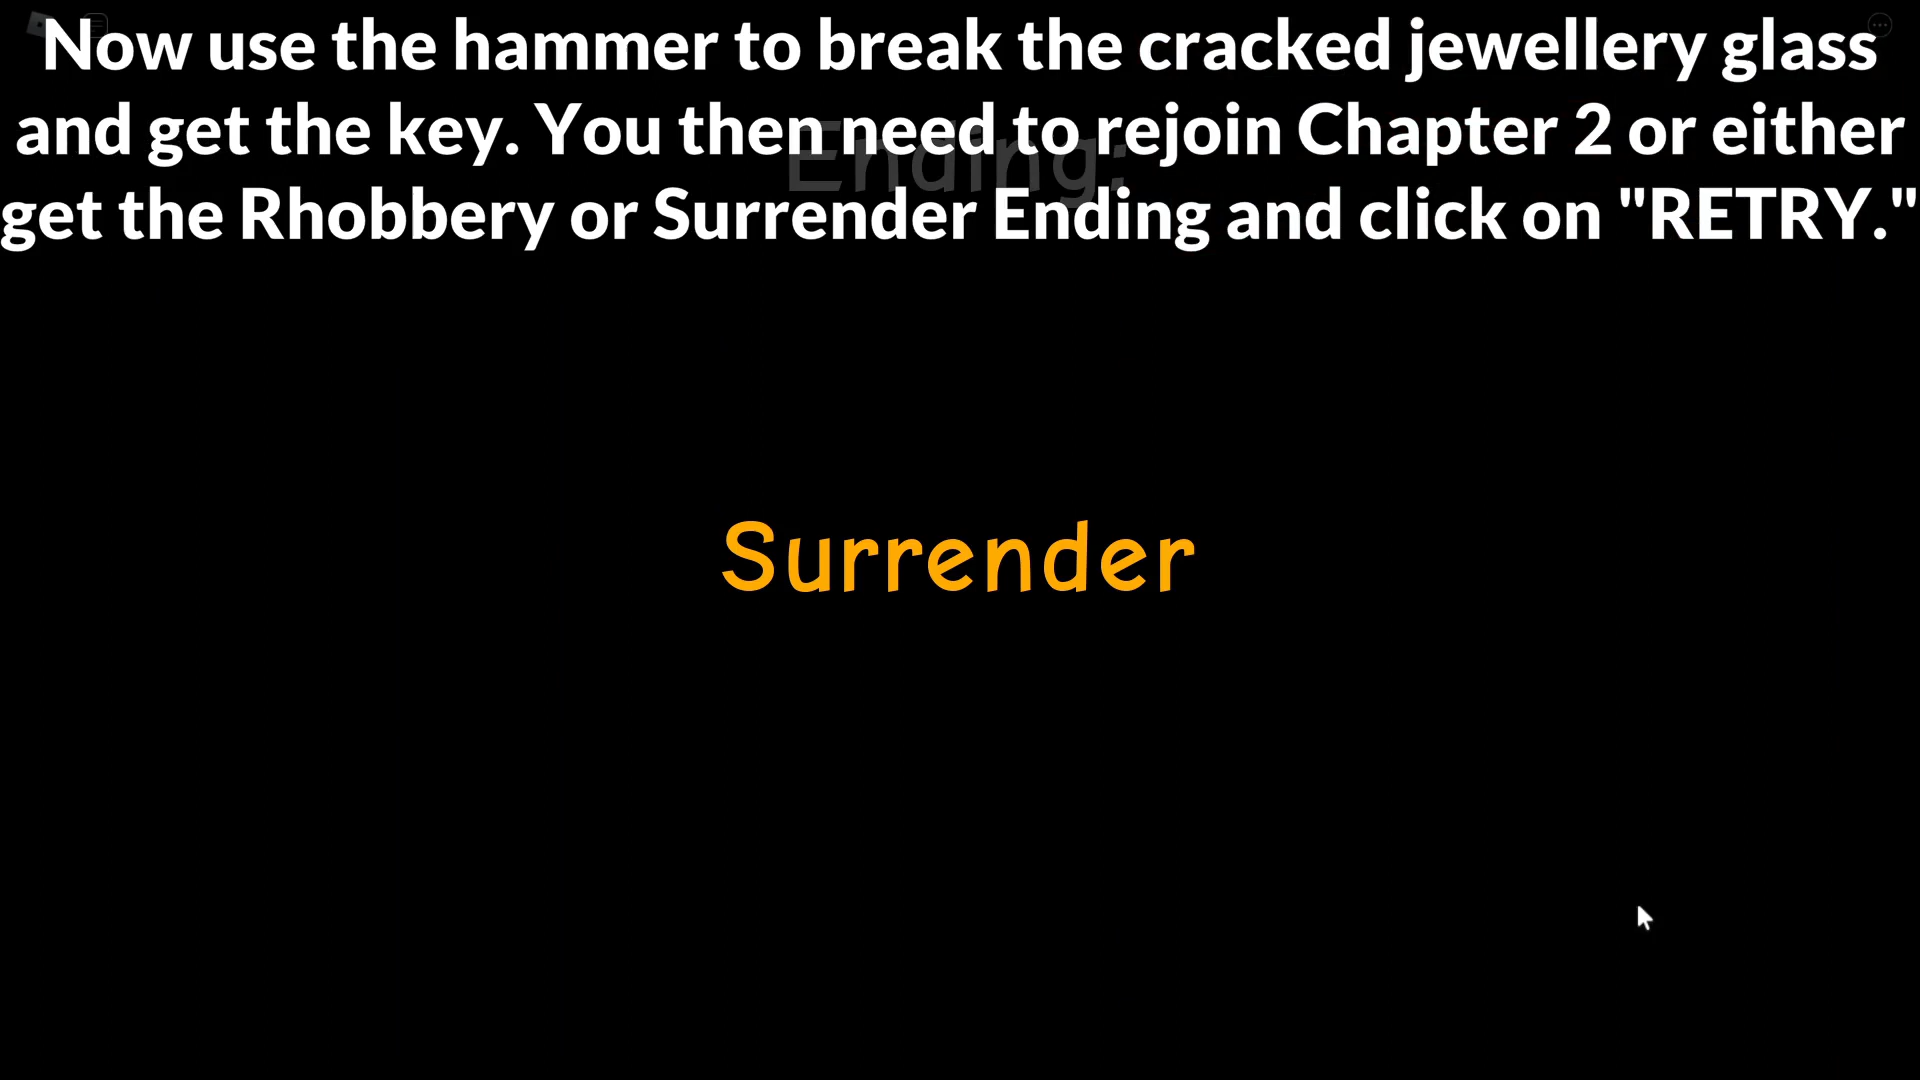 Now use the hammer to break the cracked jewellery glass
and get the key. You then need to rejoin Chapter 2 or either
get the Rhobbery or Surrender Ending and click on "RETRY."
Ending:
Surrender